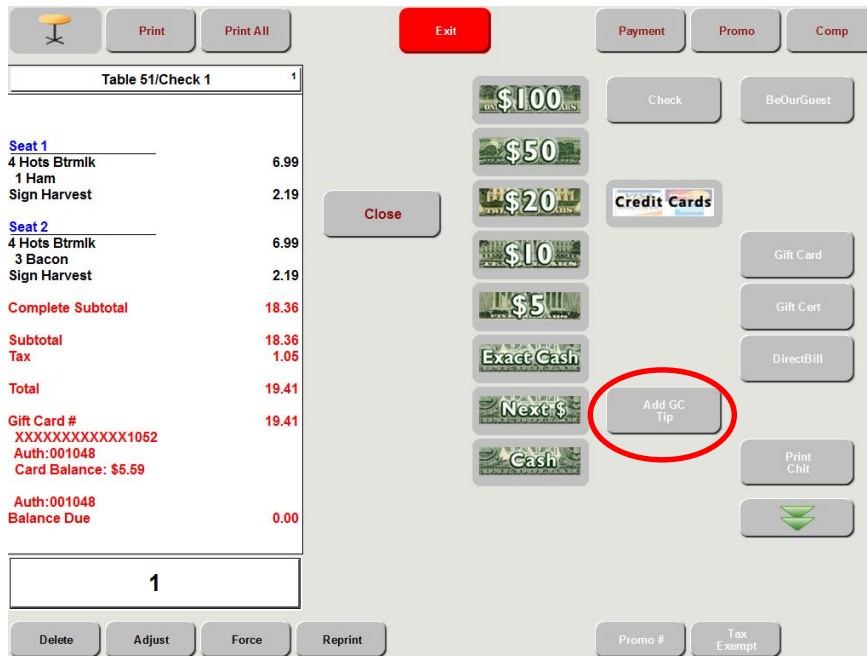 Print
Print All
Exit
Payment
Promo
Comp
Table 51/Check 1
1
Seat 1
4 Hots Btrmlk 6.99
1 Ham
Sign Harvest 2.19
Seat 2
4 Hots Btrmlk 6.99
3 Bacon
Sign Harvest 2.19
Complete Subtotal 18.36
Subtotal 18.36
Tax 1.05
Total 19.41
Gift Card # 19.41
XXXXXXXXXXXX1052
Auth:001048
Card Balance: $5.59
Auth:001048
Balance Due 0.00
1
Close
$100
$50
$20
$10
$5
Exact Cash
Next $
Cash
Check
Credit Cards
Add GC
Tip
BeOurGuest
Gift Card
Gift Cert
DirectBill
Print
Chit
Delete
Adjust
Force
Reprint
Promo #
Tax
Exempt